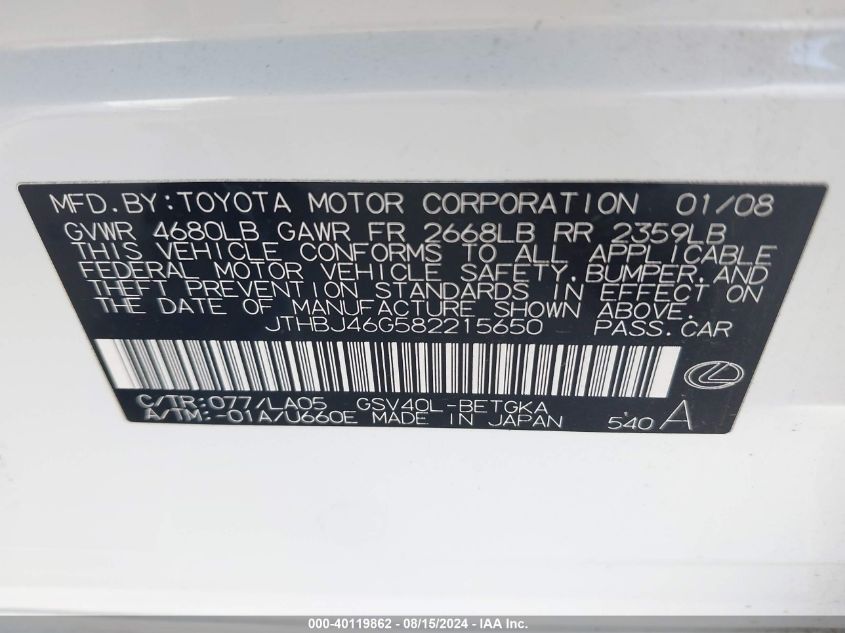 MFD.BY:TOYOTA MOTOR CORPORATION 01/08
GVWR 4680LB GAWR FR 2668LB RR 2359LB
THIS VEHICLE CONFORMS TO ALL APPLICABLE
FEDERAL MOTOR VEHICLE SAFETY,BUMPER,AND
THEFT PREVENTION STANDARDS IN EFFECT ON
THE DATE OF MANUFACTURE SHOWN ABOVE.
JTHBJ46G582215650 PASS.CAR
C/TR:077/LA05 GSV40L-BETGKA
A/TM:-01A/U660E MADE IN JAPAN 540 A
000-40119862 - 08/15/2024 - IAA Inc.